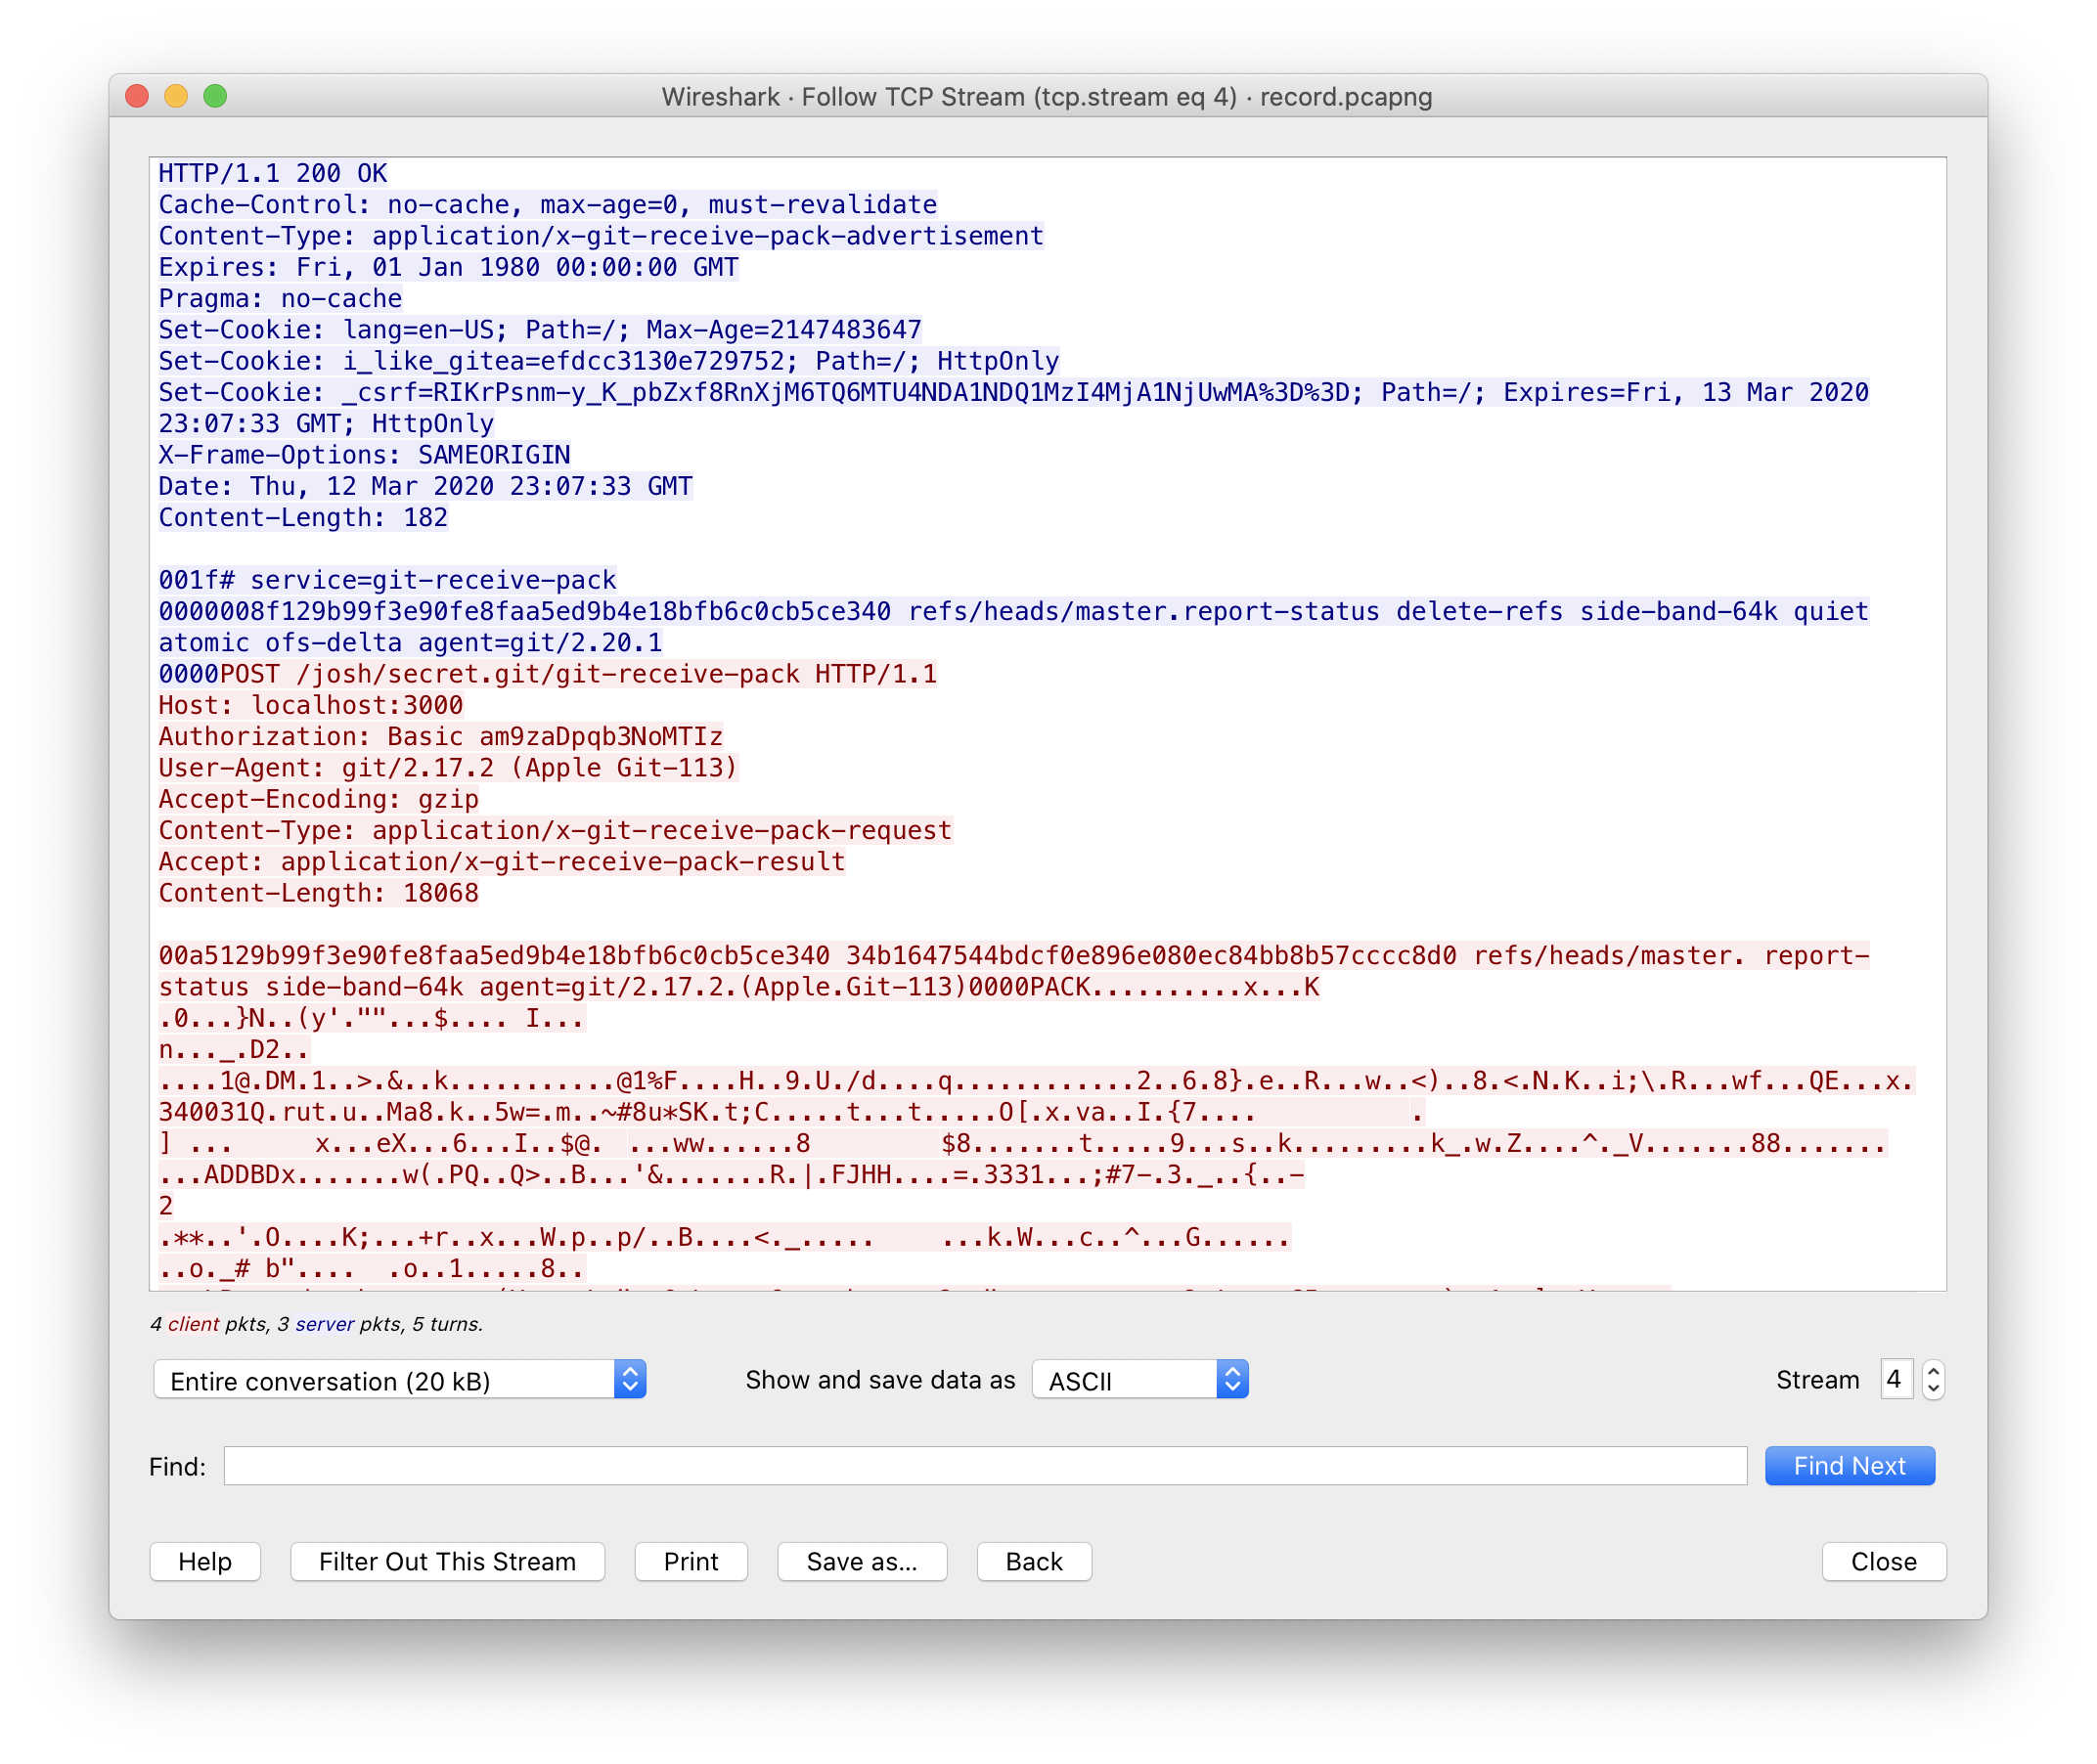 Wireshark · Follow TCP Stream (tcp.stream eq 4) · record.pcapng
HTTP/1.1 200 OK
Cache-Control: no-cache, max-age=0, must-revalidate
Content-Type: application/x-git-receive-pack-advertisement
Expires: Fri, 01 Jan 1980 00:00:00 GMT
Pragma: no-cache
Set-Cookie: lang=en-US; Path=/; Max-Age=2147483647
Set-Cookie: i_like_gitea=efdcc3130e729752; Path=/; HttpOnly
Set-Cookie: _csrf=RIKrPsnm-y_K_pbZxf8RnXjM6TQ6MTU4NDA1NDQ1MzI4MjA1NjUwMA%3D%3D; Path=/; Expires=Fri, 13 Mar 2020
23:07:33 GMT; HttpOnly
X-Frame-Options: SAMEORIGIN
Date: Thu, 12 Mar 2020 23:07:33 GMT
Content-Length: 182
001f# service=git-receive-pack
0000008f129b99f3e90fe8faa5ed9b4e18bfb6c0cb5ce340 refs/heads/master.report-status delete-refs side-band-64k quiet
atomic ofs-delta agent=git/2.20.1
0000POST /josh/secret.git/git-receive-pack HTTP/1.1
Host: localhost:3000
Authorization: Basic am9zaDpqb3NoMTIz
User-Agent: git/2.17.2 (Apple Git-113)
Accept-Encoding: gzip
Content-Type: application/x-git-receive-pack-request
Accept: application/x-git-receive-pack-result
Content-Length: 18068
00a5129b99f3e90fe8faa5ed9b4e18bfb6c0cb5ce340 34b1647544bdcf0e896e080ec84bb8b57cccc8d0 refs/heads/master. report-
status side-band-64k agent=git/2.17.2.(Apple.Git-113)0000PACK..........x...K
.0...}N..(y'.""...$.... I...
n..._.D2..
....1@.DM.1..>.&..k...........@1%F....H..9.U./d....q............2..6.8}.e..R...w..<)..8.<.N.K..i;\.R...wf...QE...x.
340031Q.rut.u..Ma8.k..5w=.m..~#8u*SK.t;C.....t...t.....O[.x.va..I.{7....          .
] ...     x...eX...6...I..$@.  ...ww......8        $8.......t.....9...s..k.........k_.w.Z....^._V.......88.......
...ADDBDx.......w(.PQ..Q>..B...'&.......R.|.FJHH....=.3331...;#7-.3._..{..-
2
.**..'.O....K;...+r..x...W.p..p/..B....<._.....    ...k.W...c..^...G......
..o._# b"....  .o..1.....8..
4 client pkts, 3 server pkts, 5 turns.
Entire conversation (20 kB) Show and save data as ASCII Stream 4
Find: Find Next
Help Filter Out This Stream Print Save as... Back Close